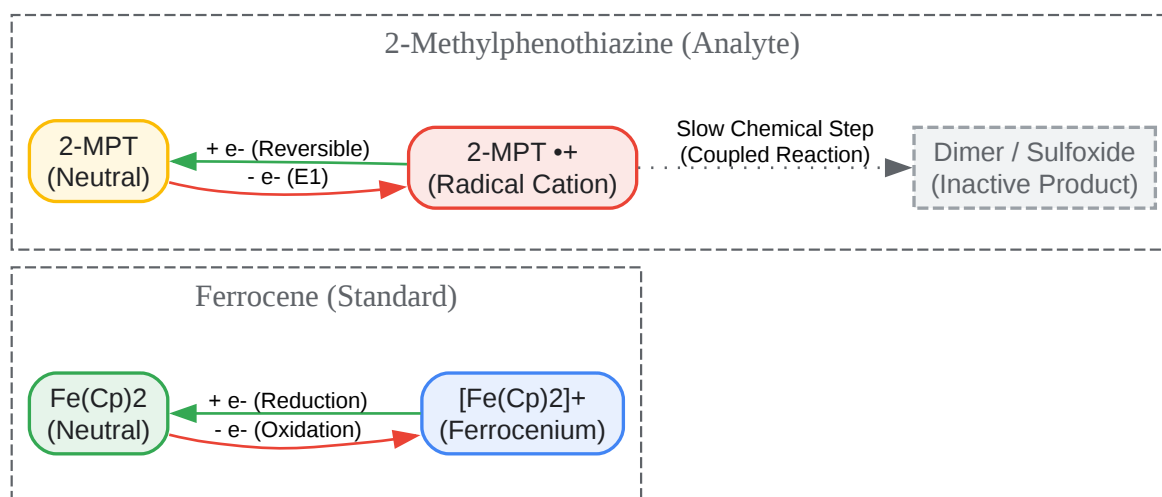 2-Methylphenothiazine (Analyte)
2-MPT
(Neutral)
+ e- (Reversible)
- e- (E1)
2-MPT •+
(Radical Cation)
Slow Chemical Step
(Coupled Reaction)
Dimer / Sulfoxide
(Inactive Product)
Ferrocene (Standard)
Fe(Cp)2
(Neutral)
+ e- (Reduction)
- e- (Oxidation)
[Fe(Cp)2]+
(Ferrocenium)